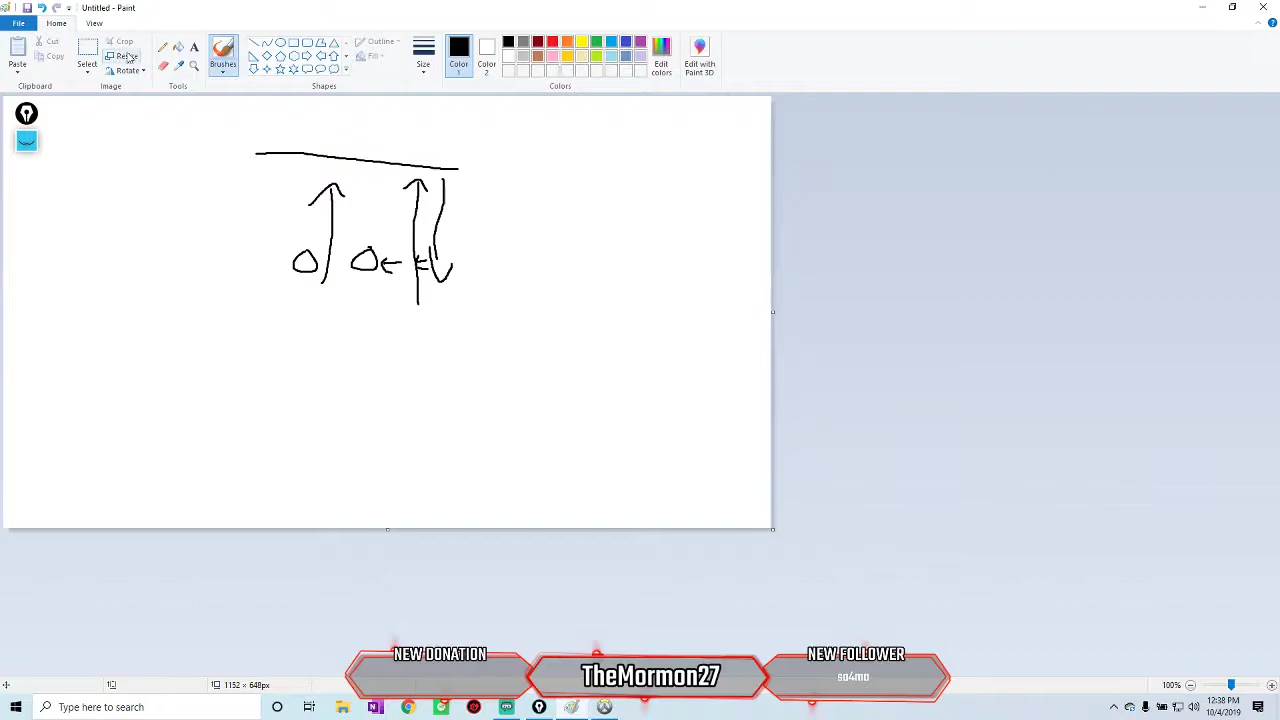 Untitled - Paint
File Home View
Paste
Cut
Copy
Clipboard
Select
Crop
Resize
Rotate
Image
A
Tools
Brushes
Outline
Fill
Shapes
Size
Color 1
Color 2
Edit colors
Colors
Edit with Paint 3D
1152 × 648px
100%
NEW DONATION
TheMormon27
NEW FOLLOWER
sa4mo
Type here to search
12:38 PM
10/4/2019